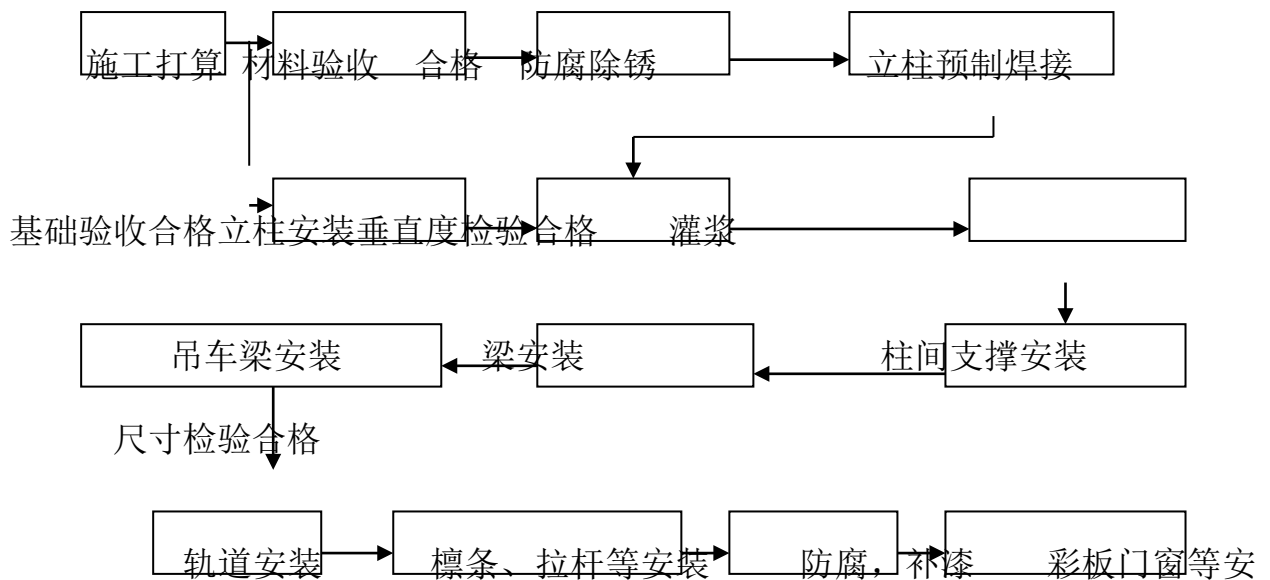 施工打算 材料验收 合格 防腐除锈 立柱预制焊接
基础验收合格立柱安装垂直度检验合格 灌浆
吊车梁安装 梁安装 柱间支撑安装
尺寸检验合格
轨道安装 檩条、拉杆等安装 防腐，补漆 彩板门窗等安